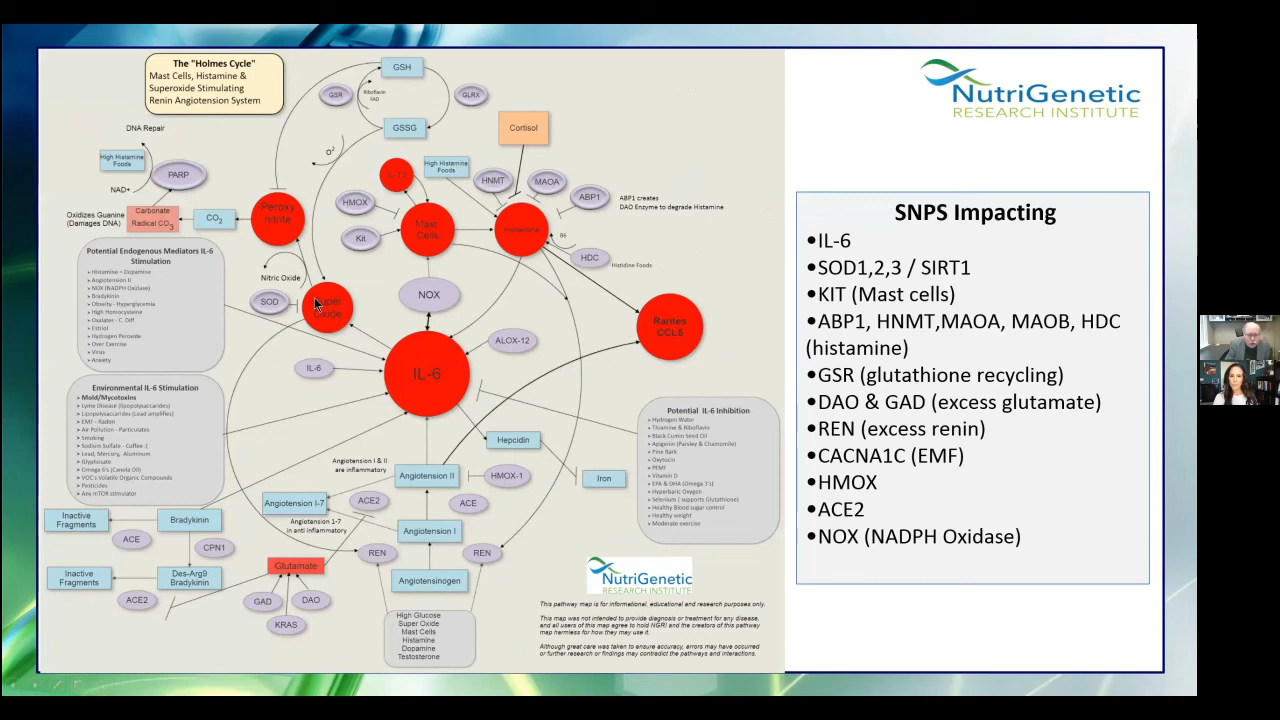 The "Holmes Cycle"
Mast Cells, Histamine &
Superoxide Stimulating
Renin Angiotension System
GSH
GSR
Riboflavin
FAD
GLRX
GSSG
O²
Cortisol
DNA Repair
High Histamine
Foods
PARP
NAD+
Oxidizes Guanine
(Damages DNA)
Carbonate
Radical CO₃
CO₂
Peroxy
nitrite
High Histamine
Foods
HMOX
Kit
Mast
Cells
HNMT
MAOA
ABP1
ABP1 creates
DAO Enzyme to degrade Histamine
B6
HDC
Histidine Foods
Nitric Oxide
SOD
Super
Oxide
NOX
Rantes
CCL5
ALOX-12
IL-6
IL-6
Potential Endogenous Mediators IL-6
Stimulation
Histamine – Dopamine
Angiotension II
NOX (NADPH Oxidase)
Bradykinin
Obseity - Hyperglycemia
High Homocysteine
Oxalates - C. Diff
Estriol
Hydrogen Peroxide
Over Exercise
Virus
Anxiety
Environmental IL-6 Stimulation
Mold/Mycotoxins
Lyme Disease (lipopolysaccarides)
Lipopolysaccarides (Lead amplifies)
EMF - Radon
Air Pollution - Particulates
Smoking
Sodium Sulfate - Coffee :(
Lead, Mercury, Aluminum
Glyphosate
Omega 6's (Canola Oil)
VOC's Volatile Organic Compounds
Pesticides
Any mTOR stimulator
Potential IL-6 Inhibition
Hydrogen Water
Thiamine & Riboflavin
Black Cumin Seed Oil
Apigenin (Parsley & Chamomile)
Pine Bark
Oxytocin
PEMF
Vitamin D
EPA & DHA (Omega 3's)
Hyperbaric Oxygen
Selenium ( supports Glutathione)
Healthy Blood sugar control
Healthy weight
Moderate exercise
Hepcidin
Iron
Angiotension I & II
are inflammatory
Angiotension II
HMOX-1
Angiotension I-7
ACE2
ACE
Angiotension 1-7
in anti inflammatory
Angiotension I
REN
REN
Angiotensinogen
Inactive
Fragments
Bradykinin
ACE
CPN1
Inactive
Fragments
Des-Arg9
Bradykinin
ACE2
Glutamate
GAD
DAO
KRAS
High Glucose
Super Oxide
Mast Cells
Histamine
Dopamine
Testosterone
NutriGenetic
RESEARCH INSTITUTE
This pathway map is for informational, educational and research purposes only.
This map was not intended to provide diagnosis or treatment for any disease,
and all users of this map agree to hold NGRI and the creators of this pathway
map harmless for how they may use it.
Although great care was taken to ensure accuracy, errors may have occurred
or further research or findings may contradict the pathways and interactions.
NutriGenetic
RESEARCH INSTITUTE
SNPS Impacting
•IL-6
•SOD1,2,3 / SIRT1
•KIT (Mast cells)
•ABP1, HNMT,MAOA, MAOB, HDC
(histamine)
•GSR (glutathione recycling)
•DAO & GAD (excess glutamate)
•REN (excess renin)
•CACNA1C (EMF)
•HMOX
•ACE2
•NOX (NADPH Oxidase)